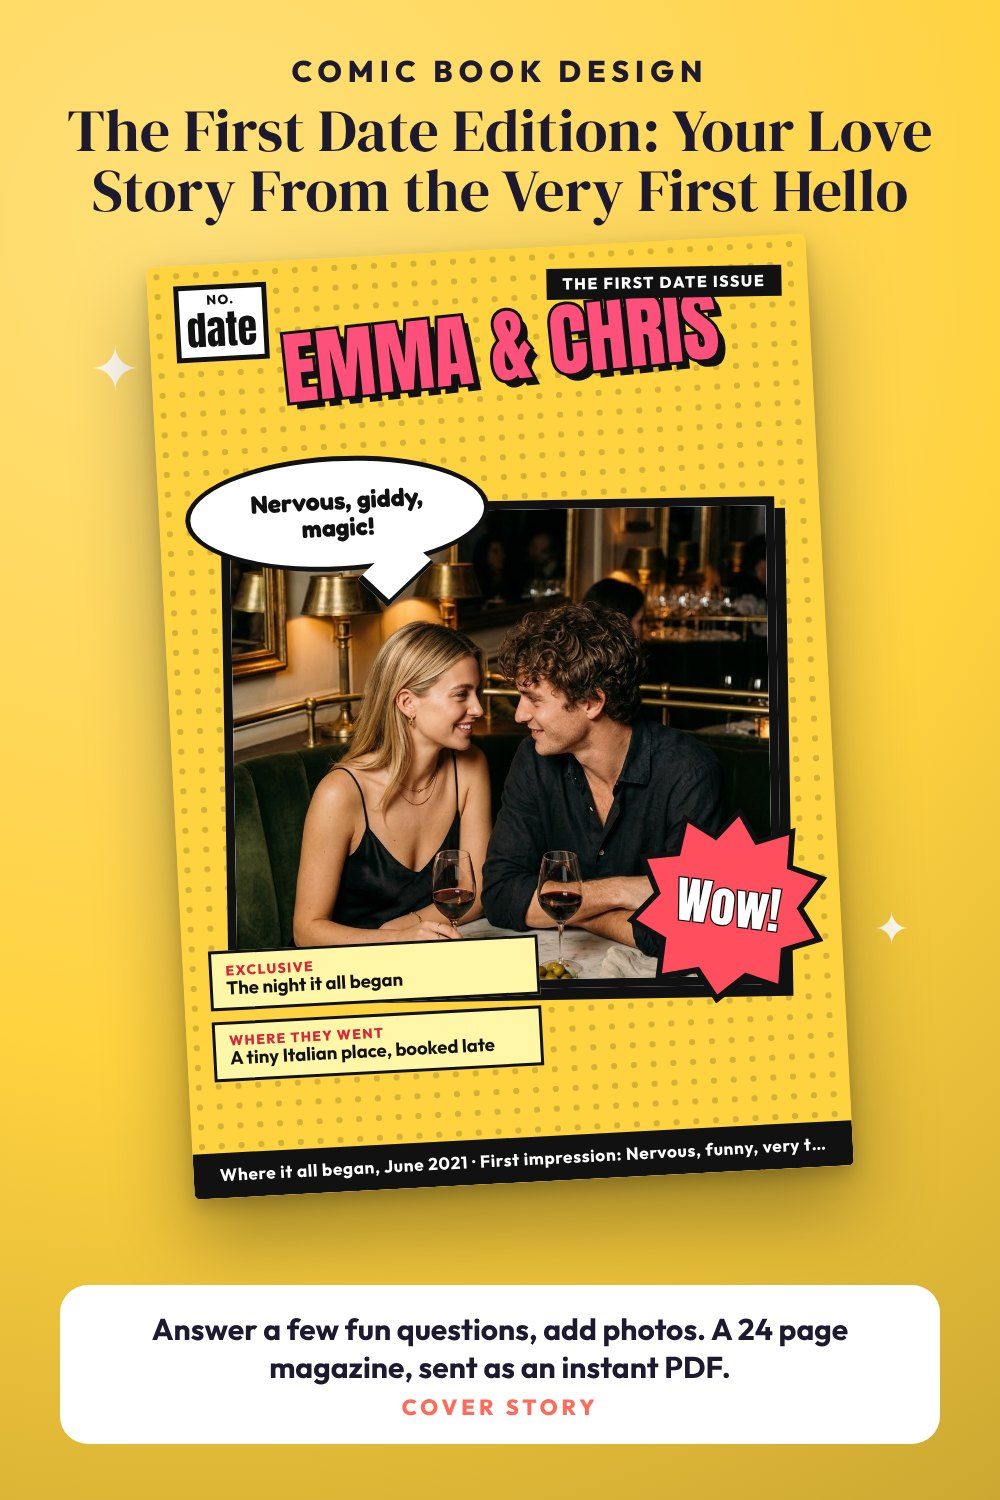 COMIC BOOK DESIGN
The First Date Edition: Your Love
Story From the Very First Hello
NO.
date
THE FIRST DATE ISSUE
EMMA & CHRIS
Nervous, giddy,
magic!
Wow!
EXCLUSIVE
The night it all began
WHERE THEY WENT
A tiny Italian place, booked late
Where it all began, June 2021 · First impression: Nervous, funny, very t...
Answer a few fun questions, add photos. A 24 page
magazine, sent as an instant PDF.
COVER STORY